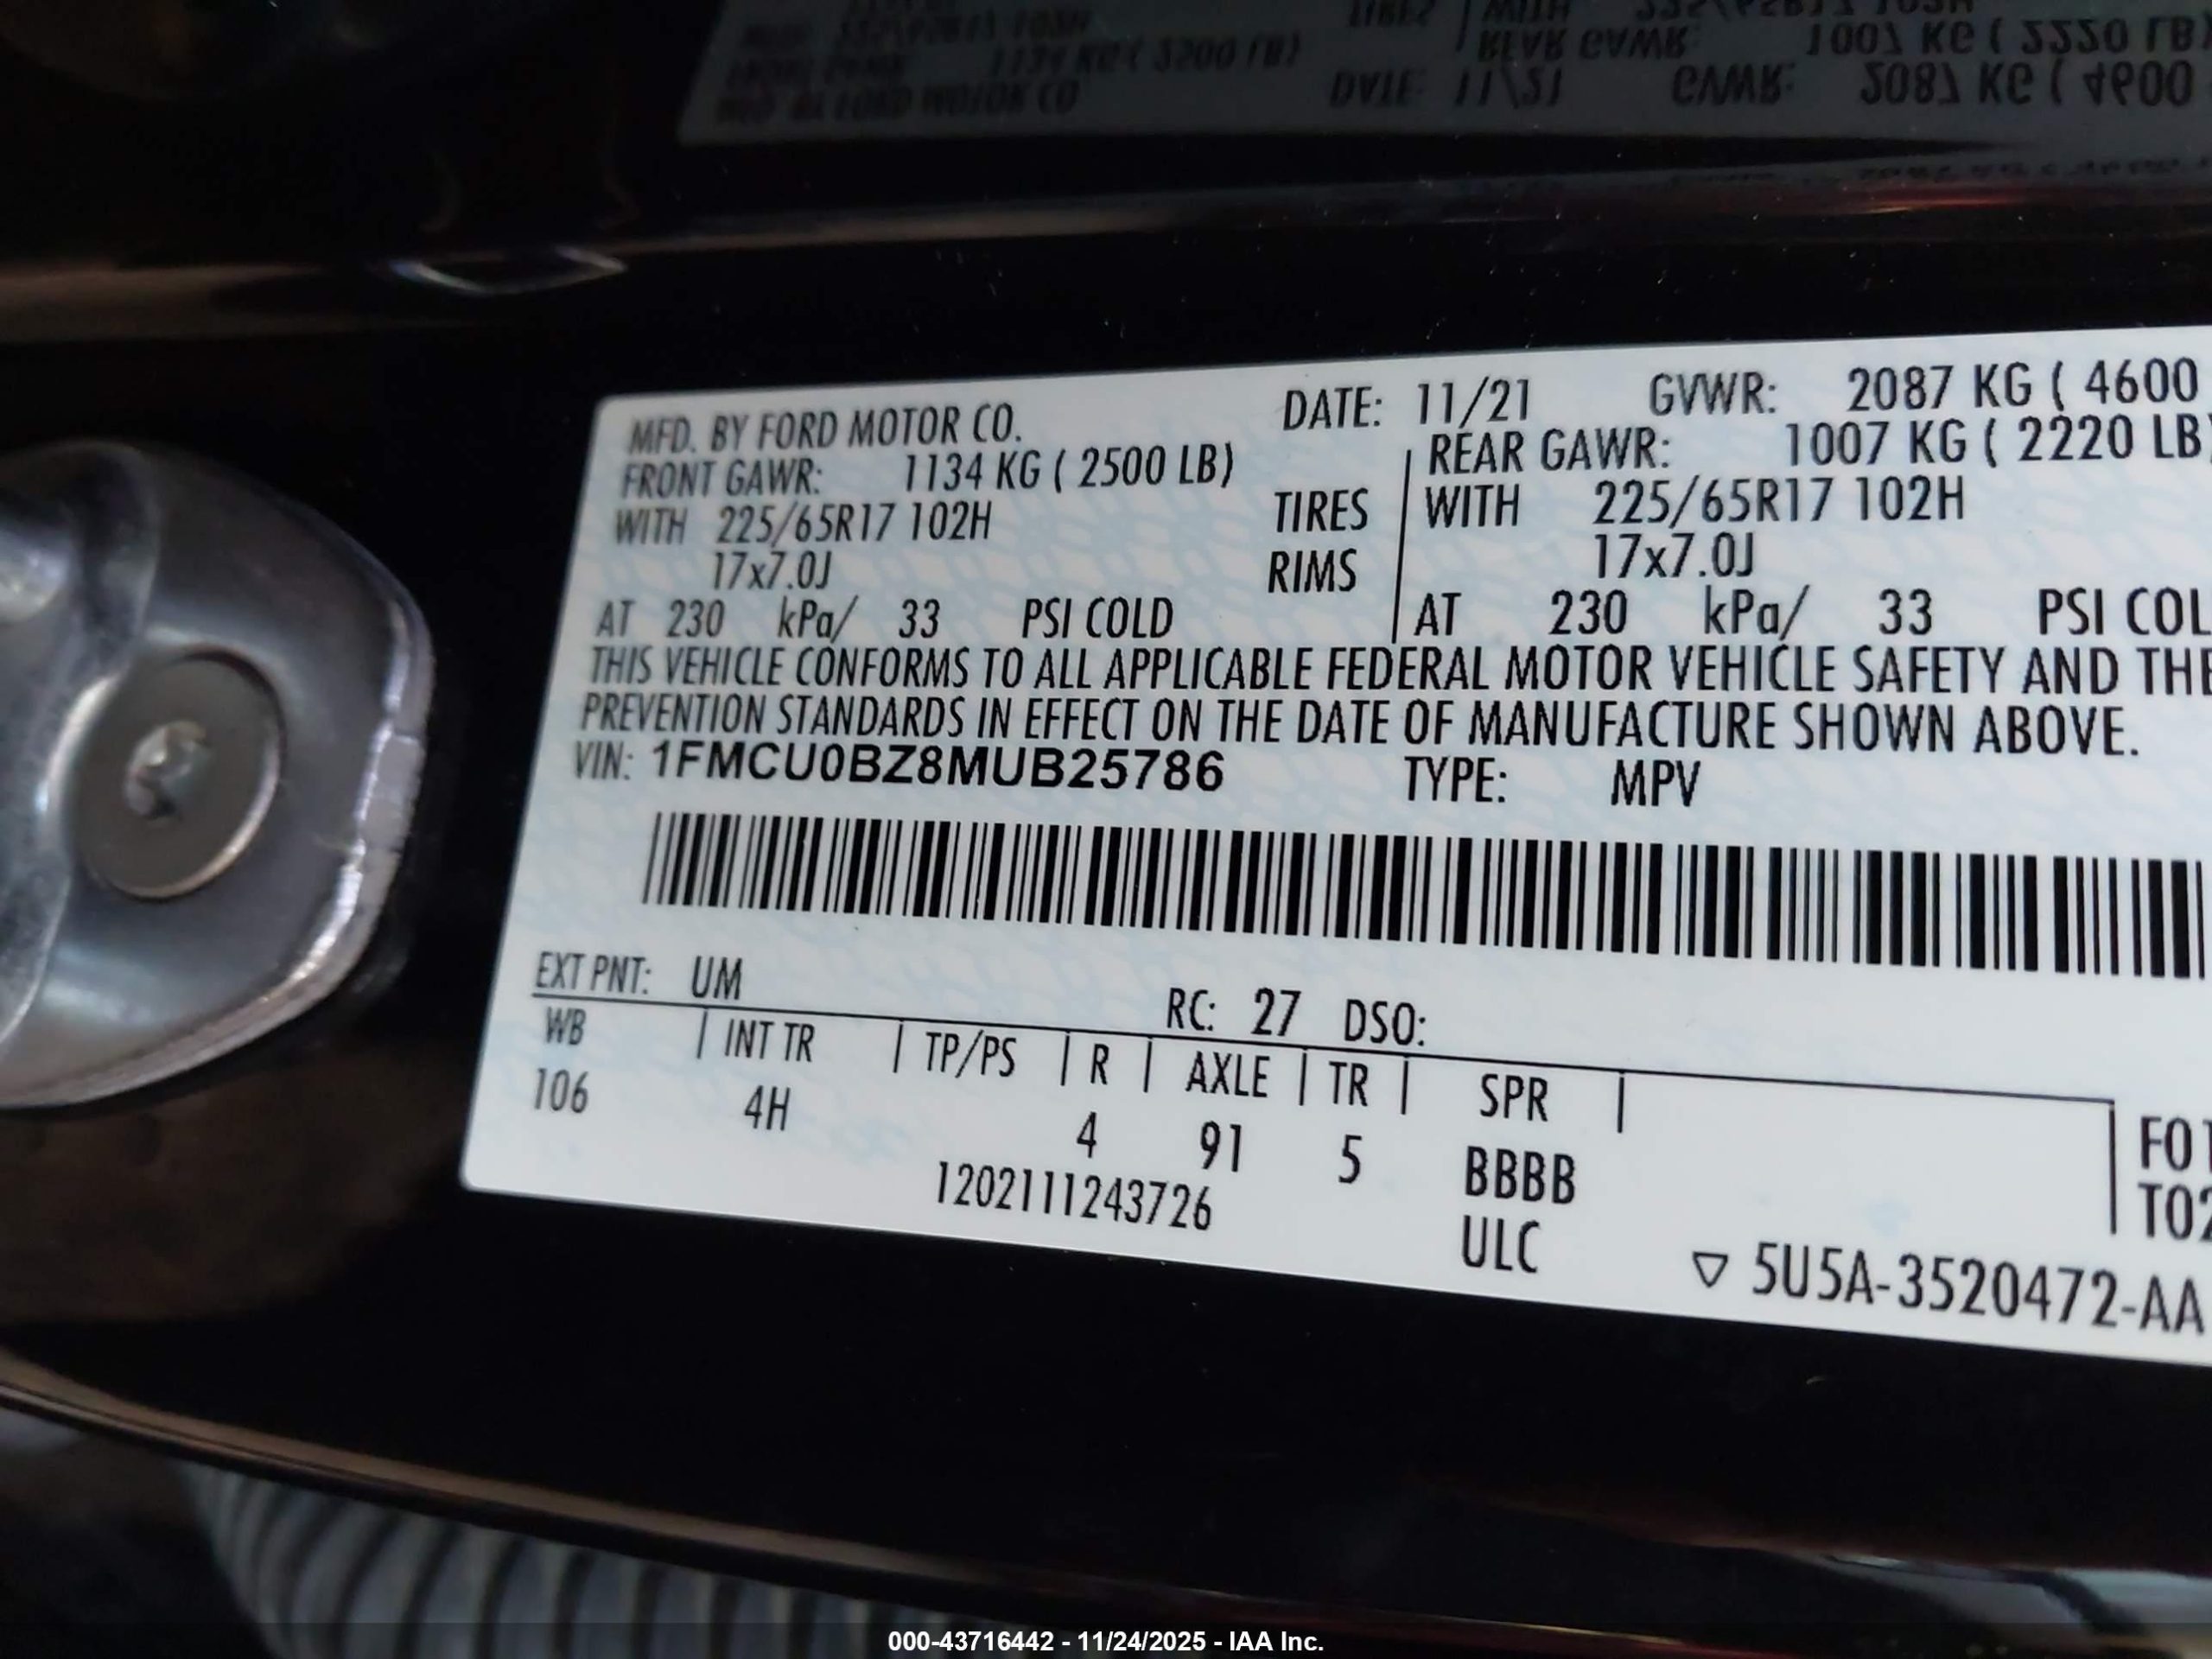 MFD. BY FORD MOTOR CO. DATE: 11/21 GVWR: 2087 KG ( 4600
FRONT GAWR: 1134 KG ( 2500 LB) REAR GAWR: 1007 KG ( 2220 LB)
WITH 225/65R17 102H TIRES WITH 225/65R17 102H
17x7.0J RIMS 17x7.0J
AT 230 kPa/ 33 PSI COLD AT 230 kPa/ 33 PSI COL
THIS VEHICLE CONFORMS TO ALL APPLICABLE FEDERAL MOTOR VEHICLE SAFETY AND THE
PREVENTION STANDARDS IN EFFECT ON THE DATE OF MANUFACTURE SHOWN ABOVE.
VIN: 1FMCU0BZ8MUB25786 TYPE: MPV
EXT PNT: UM RC: 27 DSO:
WB | INT TR | TP/PS | R | AXLE | TR | SPR |
106 4H 4 91 5 BBBB
1202111243726 ULC
F01
T02
▽ 5U5A-3520472-AA
000-43716442 - 11/24/2025 - IAA Inc.